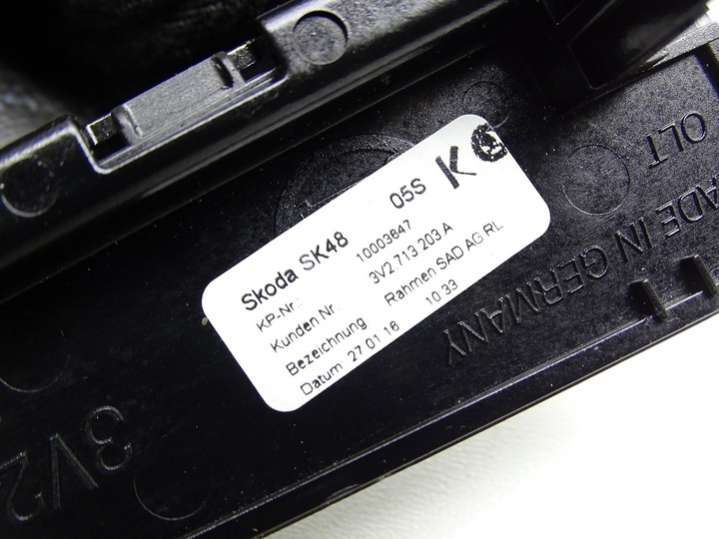 Skoda SK48 05S K
KP-Nr.: 10003647
Kunden Nr. 3V2 713 203 A
Bezeichnung Rahmen SAD AG RL
Datum 27 01 16 10:33
OLT
MADE IN GERMANY
3V2